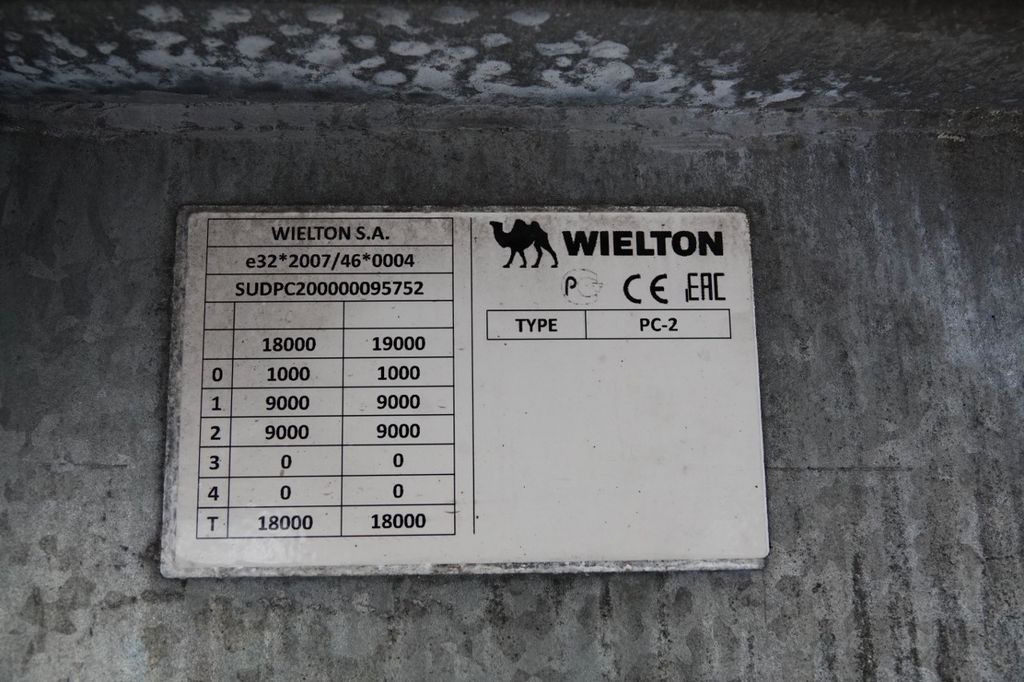 WIELTON S.A.
e32*2007/46*0004
SUDPC200000095752
18000 19000
0 1000 1000
1 9000 9000
2 9000 9000
3 0 0
4 0 0
T 18000 18000
WIELTON
CE EAC
TYPE PC-2